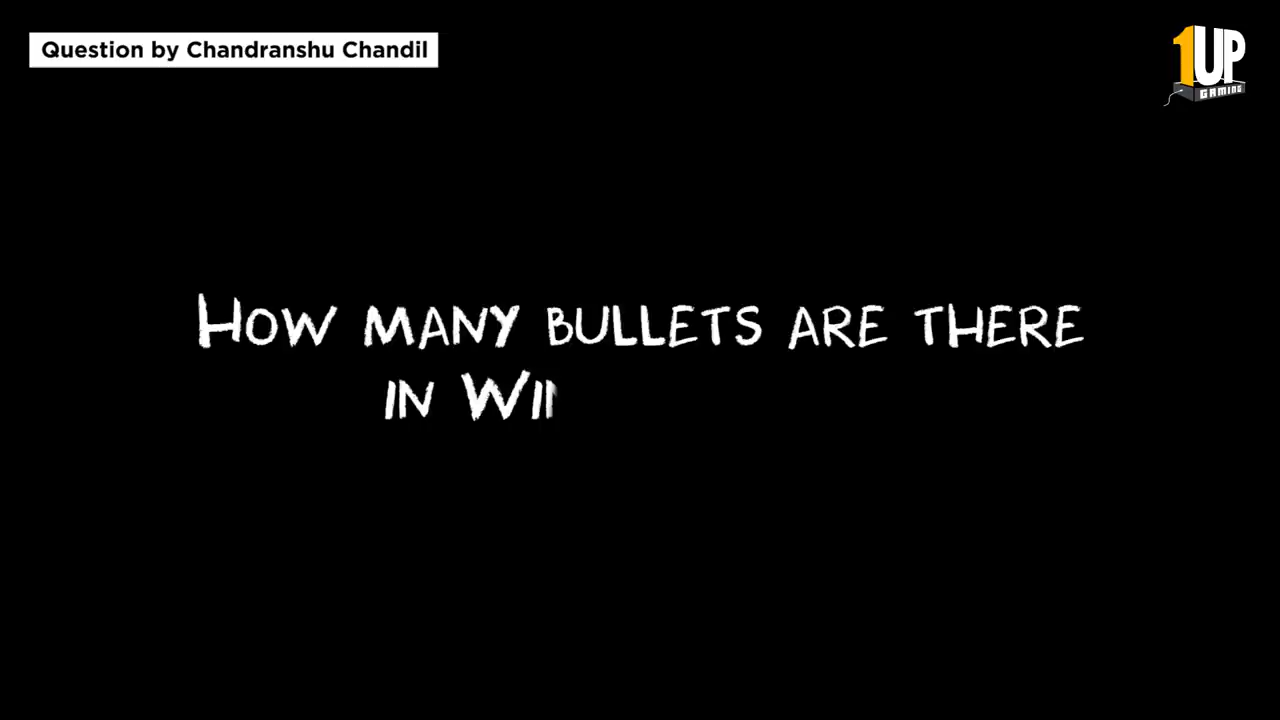 Question by Chandranshu Chandil
1UP
GAMING
How many bullets are there
in